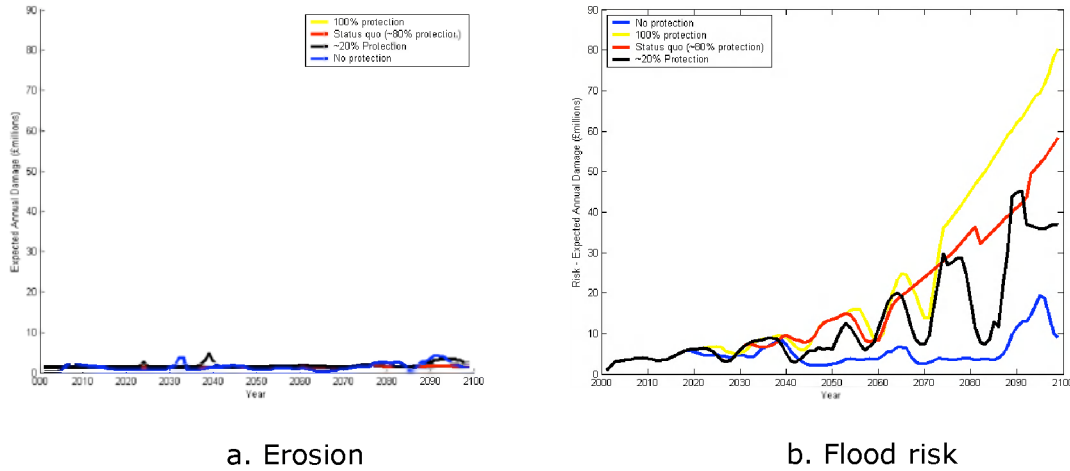 90
80
70
60
50
40
30
20
10
0
Expected Annual Damage (£millions)
100% protection
Status quo (~80% protection)
~20% Protection
No protection
000 2010 2020 2030 2040 2050 2060 2070 2080 2090 2100
Year
a. Erosion
90
80
70
60
50
40
30
20
10
0
Risk - Expected Annual Damage (£millions)
No protection
100% protection
Status quo (~80% protection)
~20% Protection
2000 2010 2020 2030 2040 2050 2060 2070 2080 2090 2100
Year
b. Flood risk